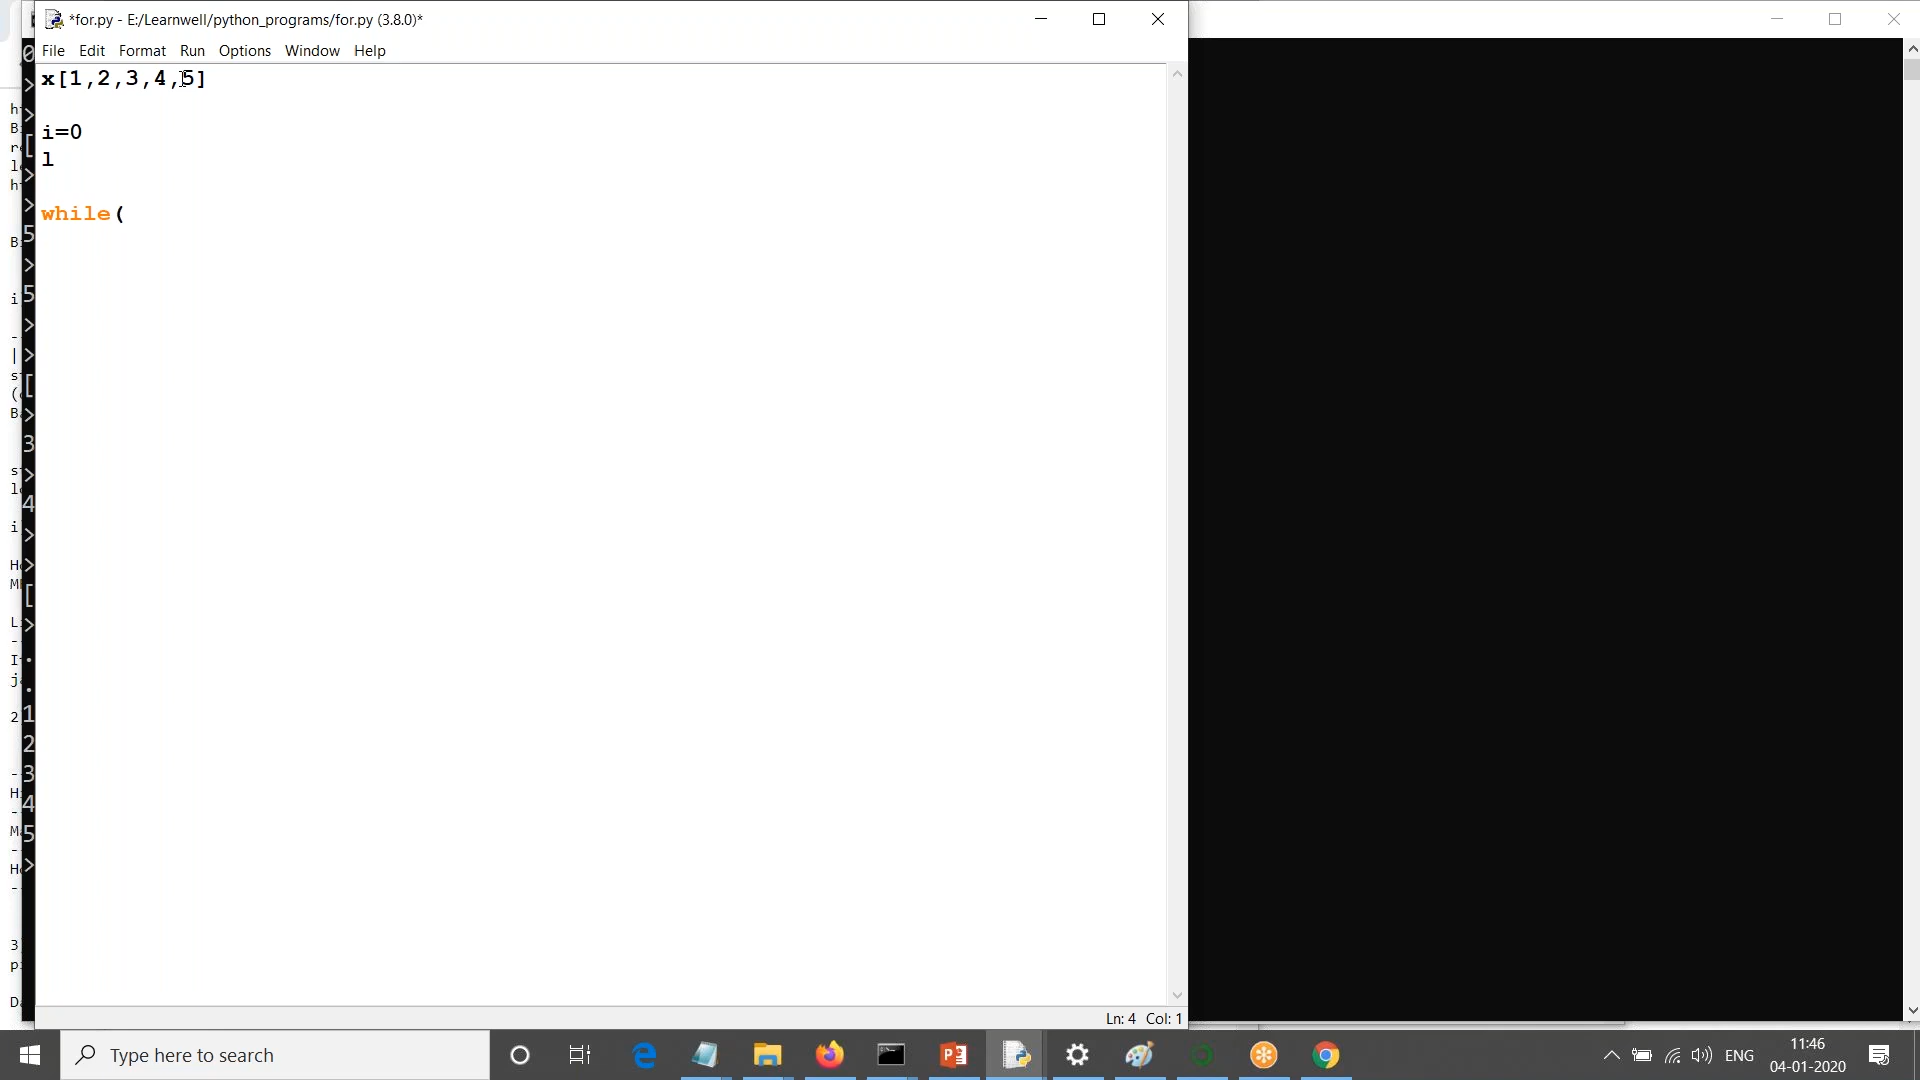 *for.py - E:/Learnwell/python_programs/for.py (3.8.0)*
File Edit Format Run Options Window Help
x[1,2,3,4,5]
i=0
l
while(
Ln: 4 Col: 1
Type here to search
ENG
11:46
04-01-2020